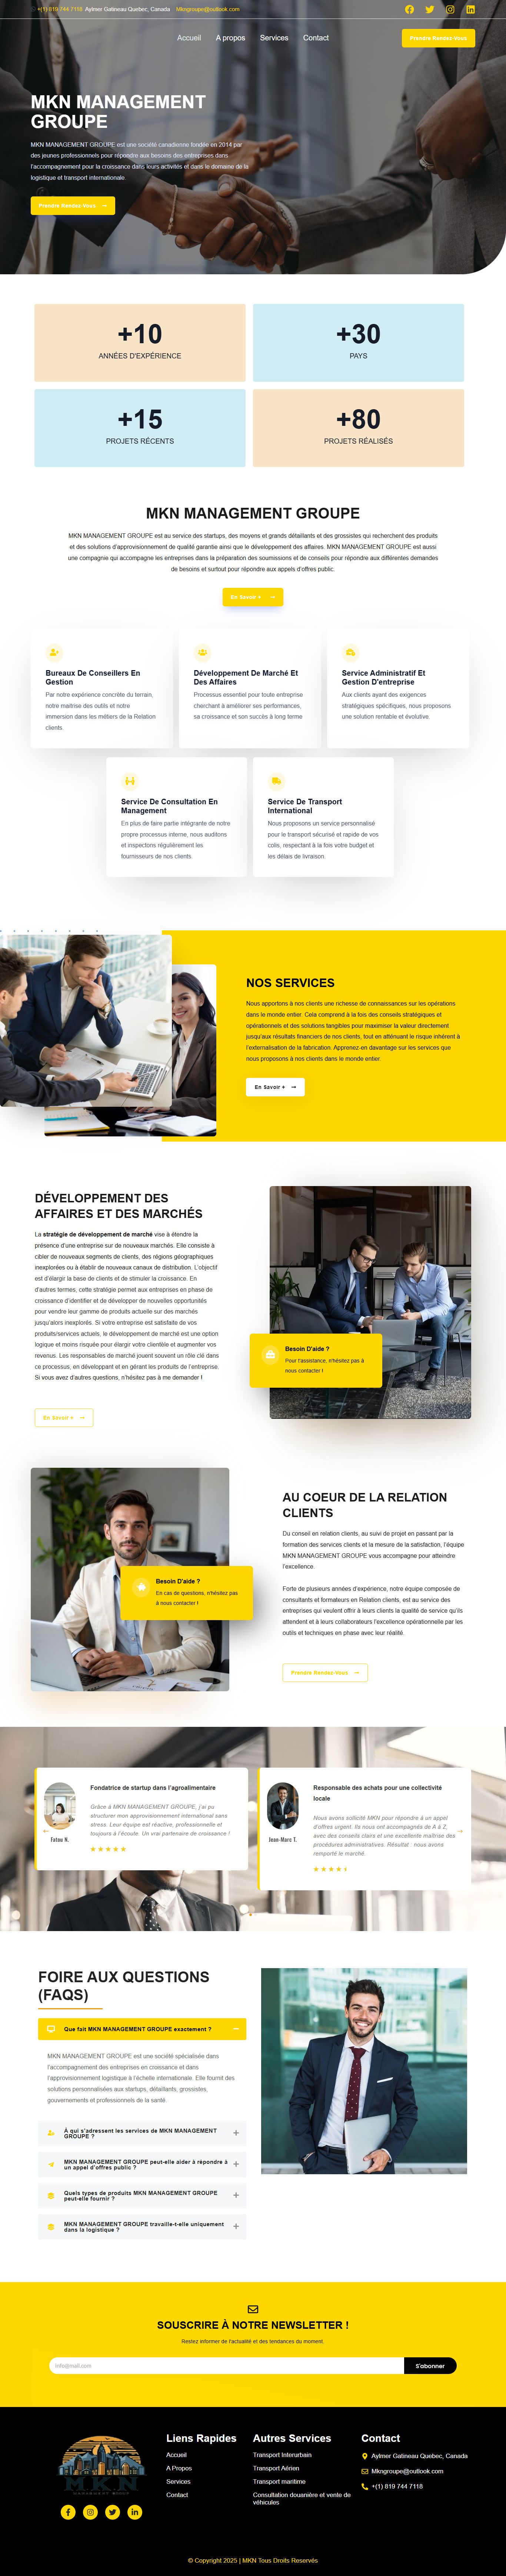 +(1) 819 744 7118 Aylmer Gatineau Quebec, Canada Mkngroupe@outlook.com
Accueil A propos Services Contact
Prendre Rendez-Vous
MKN MANAGEMENT
GROUPE
MKN MANAGEMENT GROUPE est une société canadienne fondée en 2014 par
des jeunes professionnels pour répondre aux besoins des entreprises dans
l'accompagnement pour la croissance dans leurs activités et dans le domaine de la
logistique et transport internationale.
Prendre Rendez-Vous
+10
ANNÉES D'EXPÉRIENCE
+30
PAYS
+15
PROJETS RÉCENTS
+80
PROJETS RÉALISÉS
MKN MANAGEMENT GROUPE
MKN MANAGEMENT GROUPE est au service des startups, des moyens et grands détaillants et des grossistes qui recherchent des produits
et des solutions d'approvisionnement de qualité garantie ainsi que le développement des affaires. MKN MANAGEMENT GROUPE est aussi
une compagnie qui accompagne les entreprises dans la préparation des soumissions et de conseils pour répondre aux différentes demandes
de besoins et surtout pour répondre aux appels d'offres public.
En Savoir +
Bureaux De Conseillers En
Gestion
Par notre expérience concrète du terrain,
notre maitrise des outils et notre
immersion dans les métiers de la Relation
clients.
Développement De Marché Et
Des Affaires
Processus essentiel pour toute entreprise
cherchant à améliorer ses performances,
sa croissance et son succès à long terme
Service Administratif Et
Gestion D'entreprise
Aux clients ayant des exigences
stratégiques spécifiques, nous proposons
une solution rentable et évolutive.
Service De Consultation En
Management
En plus de faire partie intégrante de notre
propre processus interne, nous auditons
et inspectons régulièrement les
fournisseurs de nos clients.
Service De Transport
International
Nous proposons un service personnalisé
pour le transport sécurisé et rapide de vos
colis, respectant à la fois votre budget et
les délais de livraison.
NOS SERVICES
Nous apportons à nos clients une richesse de connaissances sur les opérations
dans le monde entier. Cela comprend à la fois des conseils stratégiques et
opérationnels et des solutions tangibles pour maximiser la valeur directement
jusqu'aux résultats financiers de nos clients, tout en atténuant le risque inhérent à
l'externalisation de la fabrication. Apprenez-en davantage sur les services que
nous proposons à nos clients dans le monde entier.
En Savoir +
DÉVELOPPEMENT DES
AFFAIRES ET DES MARCHÉS
La stratégie de développement de marché vise à étendre la
présence d'une entreprise sur de nouveaux marchés. Elle consiste à
cibler de nouveaux segments de clients, des régions géographiques
inexplorées ou à établir de nouveaux canaux de distribution. L'objectif
est d'élargir la base de clients et de stimuler la croissance. En
d'autres termes, cette stratégie permet aux entreprises en phase de
croissance d'identifier et de développer de nouvelles opportunités
pour vendre leur gamme de produits actuelle sur des marchés
jusqu'alors inexplorés. Si votre entreprise est satisfaite de vos
produits/services actuels, le développement de marché est une option
logique et moins risquée pour élargir votre clientèle et augmenter vos
revenus. Les responsables de marché jouent souvent un rôle clé dans
ce processus, en développant et en gérant les produits de l'entreprise.
Si vous avez d'autres questions, n'hésitez pas à me demander !
En Savoir +
Besoin D'aide ?
Pour l'assistance, n'hésitez pas à
nous contacter !
Besoin D'aide ?
En cas de questions, n'hésitez pas
à nous contacter !
AU COEUR DE LA RELATION
CLIENTS
Du conseil en relation clients, au suivi de projet en passant par la
formation des services clients et la mesure de la satisfaction, l'équipe
MKN MANAGEMENT GROUPE vous accompagne pour atteindre
l'excellence.
Forte de plusieurs années d'expérience, notre équipe composée de
consultants et formateurs en Relation clients, est au service des
entreprises qui veulent offrir à leurs clients la qualité de service qu'ils
attendent et à leurs collaborateurs l'excellence opérationnelle par les
outils et techniques en phase avec leur réalité.
Prendre Rendez-Vous
Fatou N.
Fondatrice de startup dans l'agroalimentaire
Grâce à MKN MANAGEMENT GROUPE, j'ai pu
structurer mon approvisionnement international sans
stress. Leur équipe est réactive, professionnelle et
toujours à l'écoute. Un vrai partenaire de croissance !
Jean-Marc T.
Responsable des achats pour une collectivité
locale
Nous avons sollicité MKN pour répondre à un appel
d'offres urgent. Ils nous ont accompagnés de A à Z,
avec des conseils clairs et une excellente maîtrise des
procédures administratives. Résultat : nous avons
remporté le marché.
FOIRE AUX QUESTIONS
(FAQS)
Que fait MKN MANAGEMENT GROUPE exactement ?
MKN MANAGEMENT GROUPE est une société spécialisée dans
l'accompagnement des entreprises en croissance et dans
l'approvisionnement logistique à l'échelle internationale. Elle fournit des
solutions personnalisées aux startups, détaillants, grossistes,
gouvernements et professionnels de la santé.
À qui s'adressent les services de MKN MANAGEMENT
GROUPE ?
MKN MANAGEMENT GROUPE peut-elle aider à répondre à
un appel d'offres public ?
Quels types de produits MKN MANAGEMENT GROUPE
peut-elle fournir ?
MKN MANAGEMENT GROUPE travaille-t-elle uniquement
dans la logistique ?
SOUSCRIRE À NOTRE NEWSLETTER !
Restez informer de l'actualité et des tendances du moment.
info@mail.com
S'abonner
MKN
MANAGEMENT GROUP
Liens Rapides
Accueil
A Propos
Services
Contact
Autres Services
Transport Interurbain
Transport Aérien
Transport maritime
Consultation douanière et vente de
véhicules
Contact
Aylmer Gatineau Quebec, Canada
Mkngroupe@outlook.com
+(1) 819 744 7118
© Copyright 2025 | MKN Tous Droits Reservés